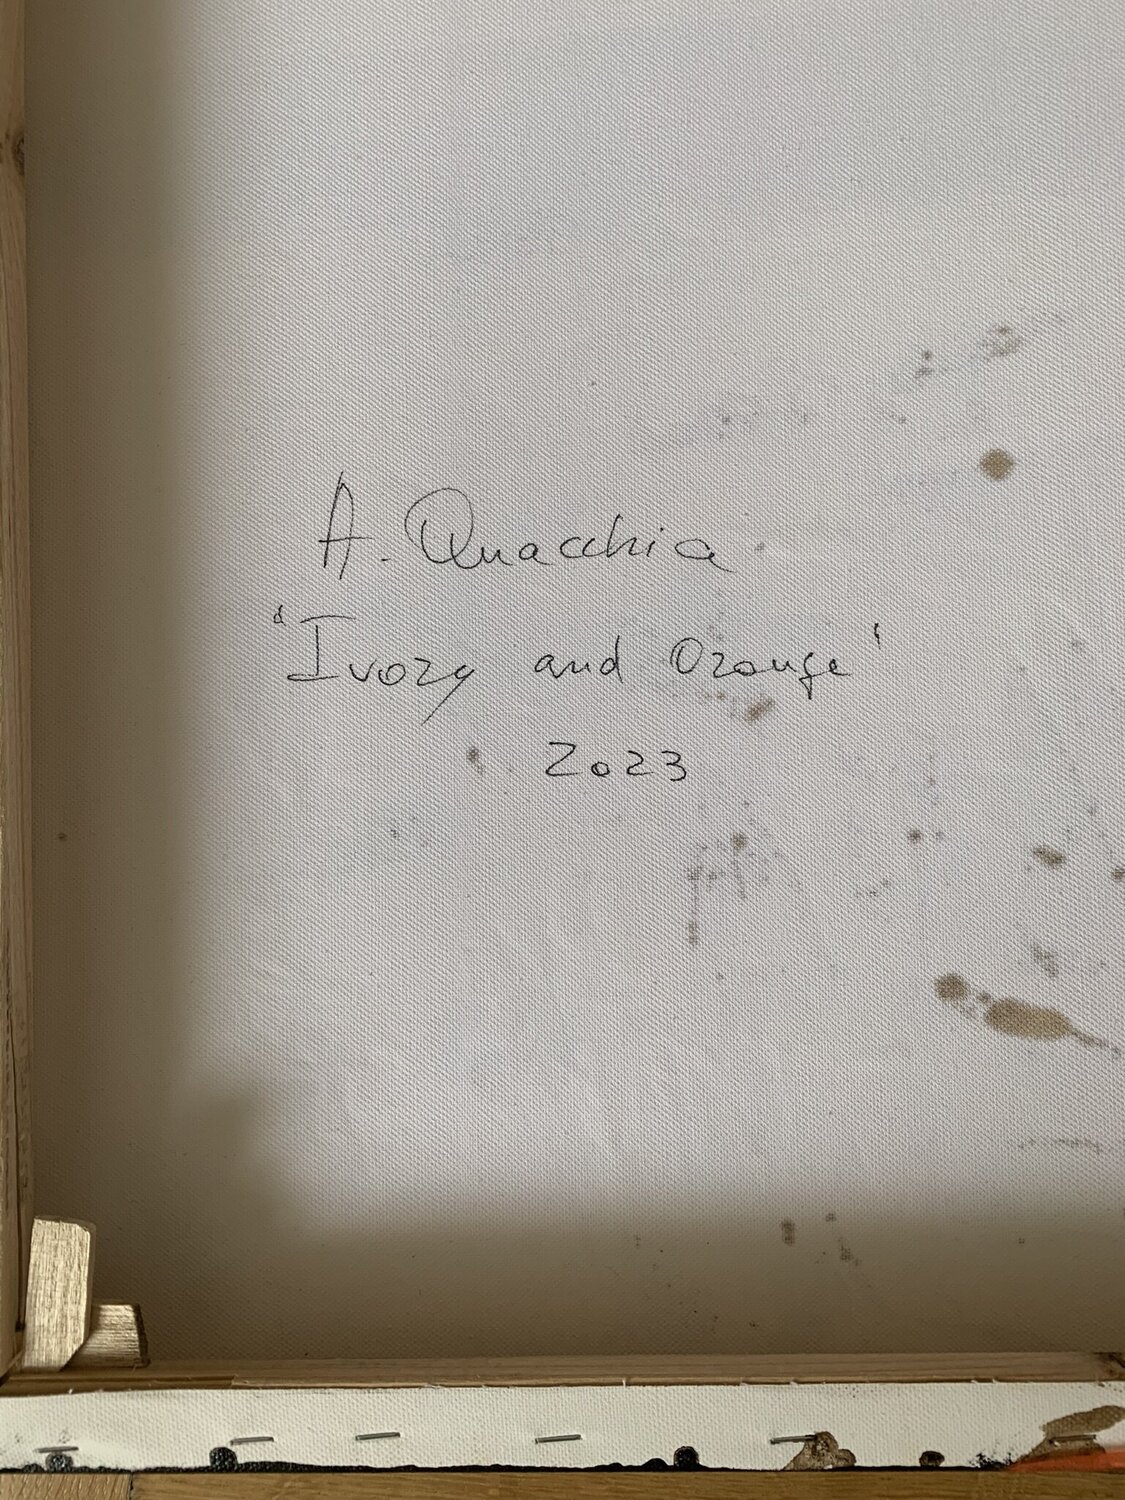 A. Quacchia
"Ivory and Orange"
2023